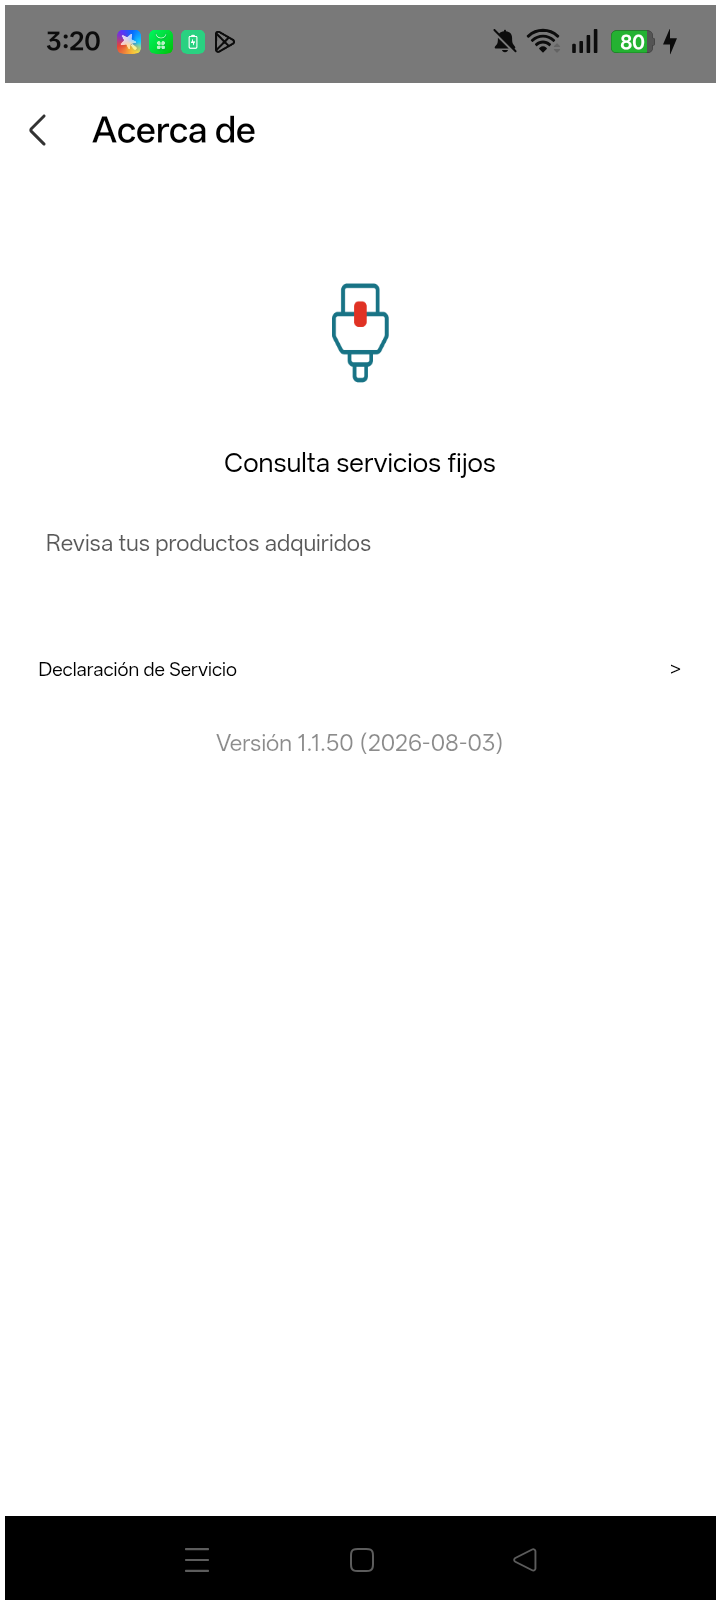 3:20
80
Acerca de
Consulta servicios fijos
Revisa tus productos adquiridos
Declaración de Servicio >
Versión 1.1.50 (2026-08-03)